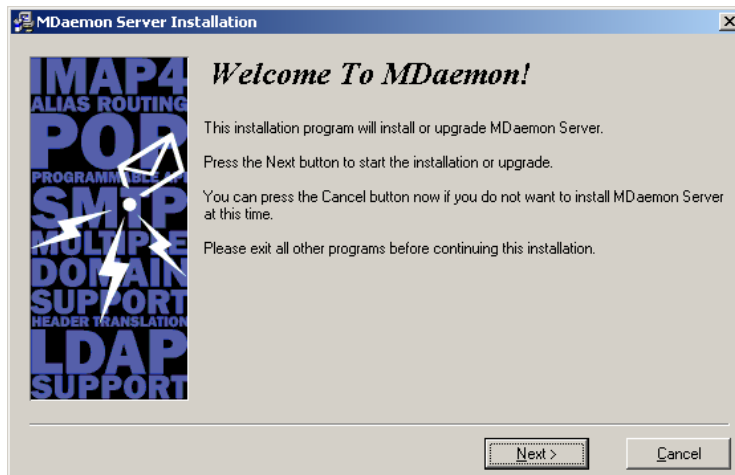 MDaemon Server Installation
IMAP4
ALIAS ROUTING
POP
PROGRAMMABLE API
SMTP
MULTIPLE
DOMAIN
SUPPORT
HEADER TRANSLATION
LDAP
SUPPORT
Welcome To MDaemon!
This installation program will install or upgrade MDaemon Server.
Press the Next button to start the installation or upgrade.
You can press the Cancel button now if you do not want to install MDaemon Server
at this time.
Please exit all other programs before continuing this installation.
Next >
Cancel